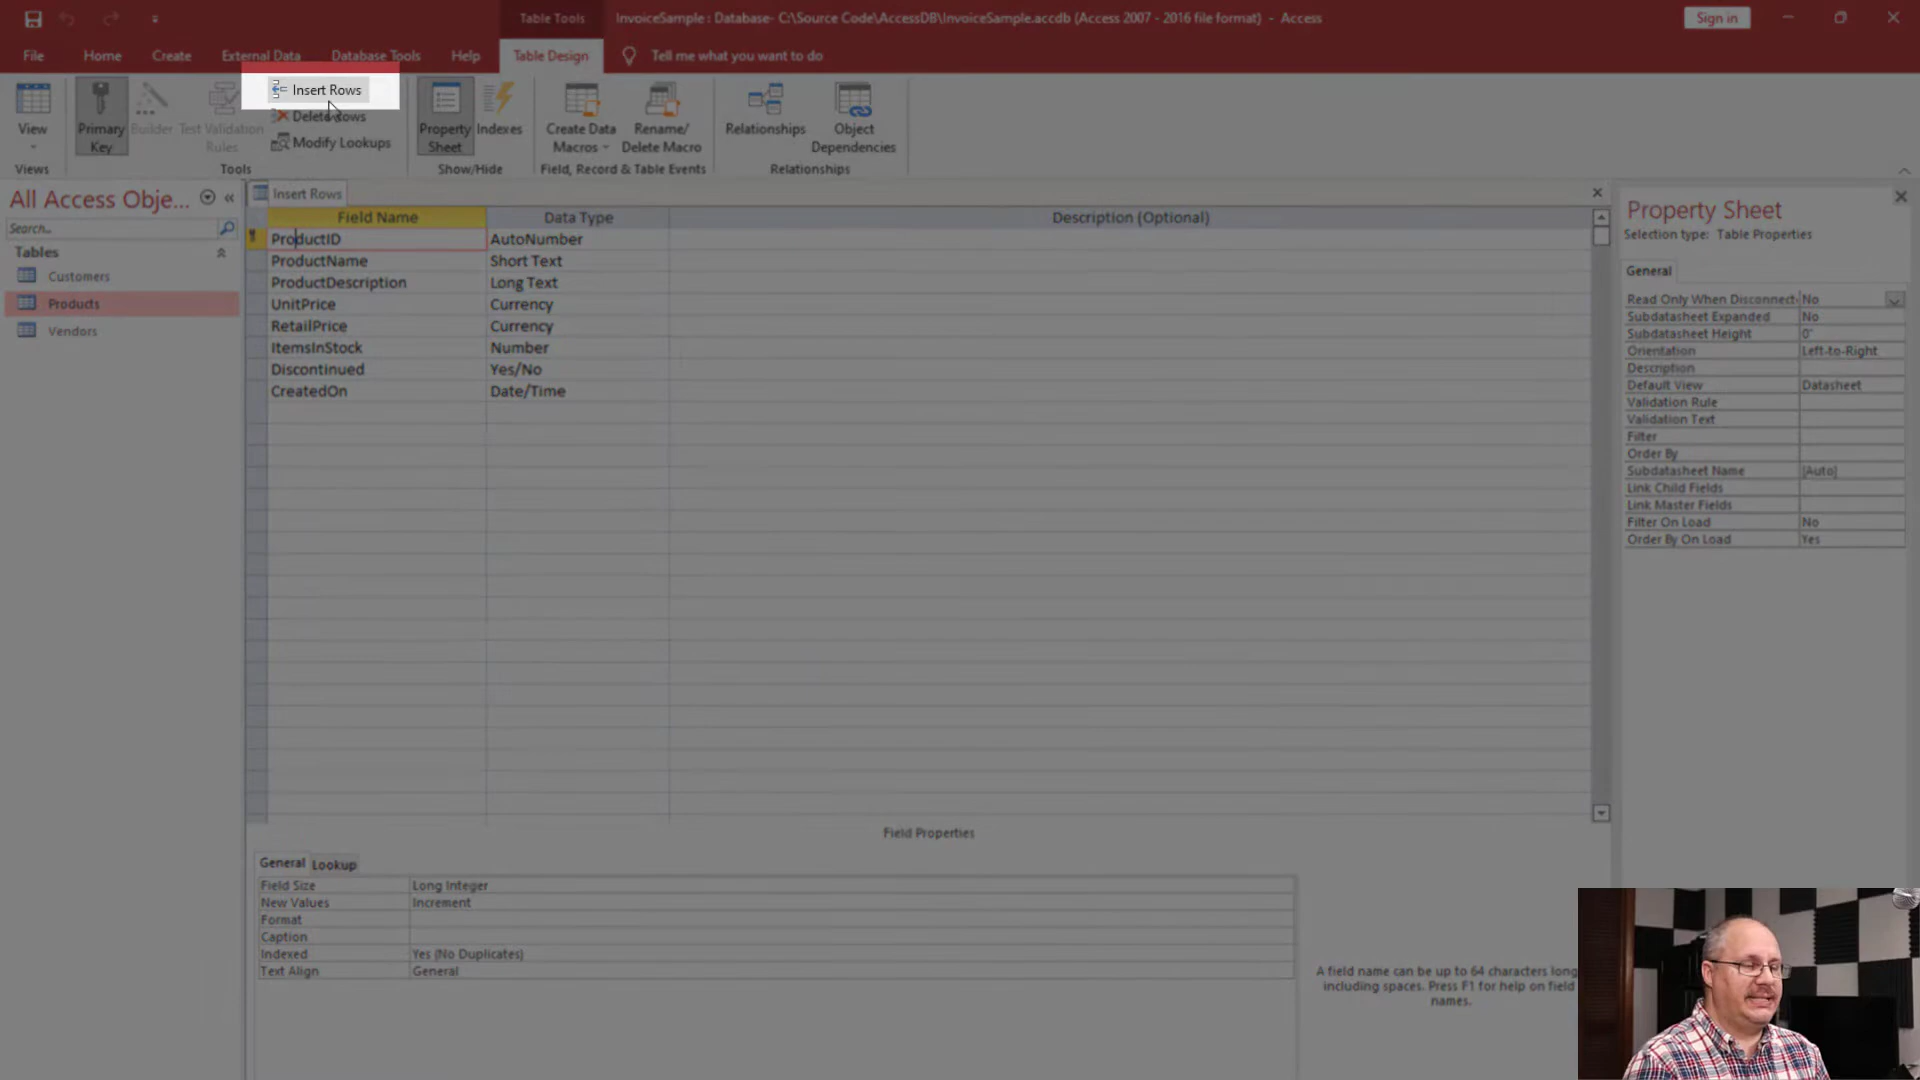 Table Tools
InvoiceSample : Database- C:\Source Code\AccessDB\InvoiceSample.accdb (Access 2007 - 2016 file format) - Access
Sign in
File
Home
Create
External Data
Database Tools
Help
Table Design
Tell me what you want to do
View
Primary
Key
Builder
Test Validation
Rules
Insert Rows
Delete Rows
Modify Lookups
Property
Sheet
Indexes
Create Data
Macros
Rename/
Delete Macro
Relationships
Object
Dependencies
Views
Tools
Show/Hide
Field, Record & Table Events
Relationships
All Access Obje...
Search...
Tables
Customers
Products
Vendors
Insert Rows
Field Name Data Type Description (Optional)
ProductID AutoNumber
ProductName Short Text
ProductDescription Long Text
UnitPrice Currency
RetailPrice Currency
ItemsInStock Number
Discontinued Yes/No
CreatedOn Date/Time
Field Properties
General Lookup
Field Size Long Integer
New Values Increment
Format
Caption
Indexed Yes (No Duplicates)
Text Align General
A field name can be up to 64 characters long,
including spaces. Press F1 for help on field
names.
Property Sheet
Selection type: Table Properties
General
Read Only When Disconnect No
Subdatasheet Expanded No
Subdatasheet Height 0"
Orientation Left-to-Right
Description
Default View Datasheet
Validation Rule
Validation Text
Filter
Order By
Subdatasheet Name [Auto]
Link Child Fields
Link Master Fields
Filter On Load No
Order By On Load Yes